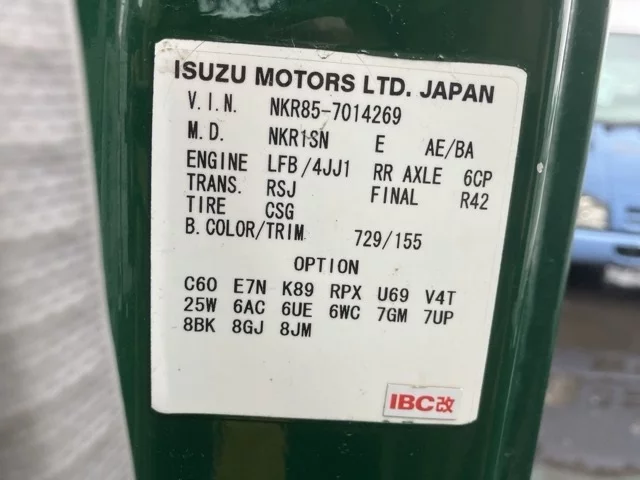 ISUZU MOTORS LTD. JAPAN
V.I.N. NKR85-7014269
M.D. NKR1SN E AE/BA
ENGINE LFB/4JJ1 RR AXLE 6CP
TRANS. RSJ FINAL R42
TIRE CSG
B.COLOR/TRIM 729/155
OPTION
C60 E7N K89 RPX U69 V4T
25W 6AC 6UE 6WC 7GM 7UP
8BK 8GJ 8JM
IBC改